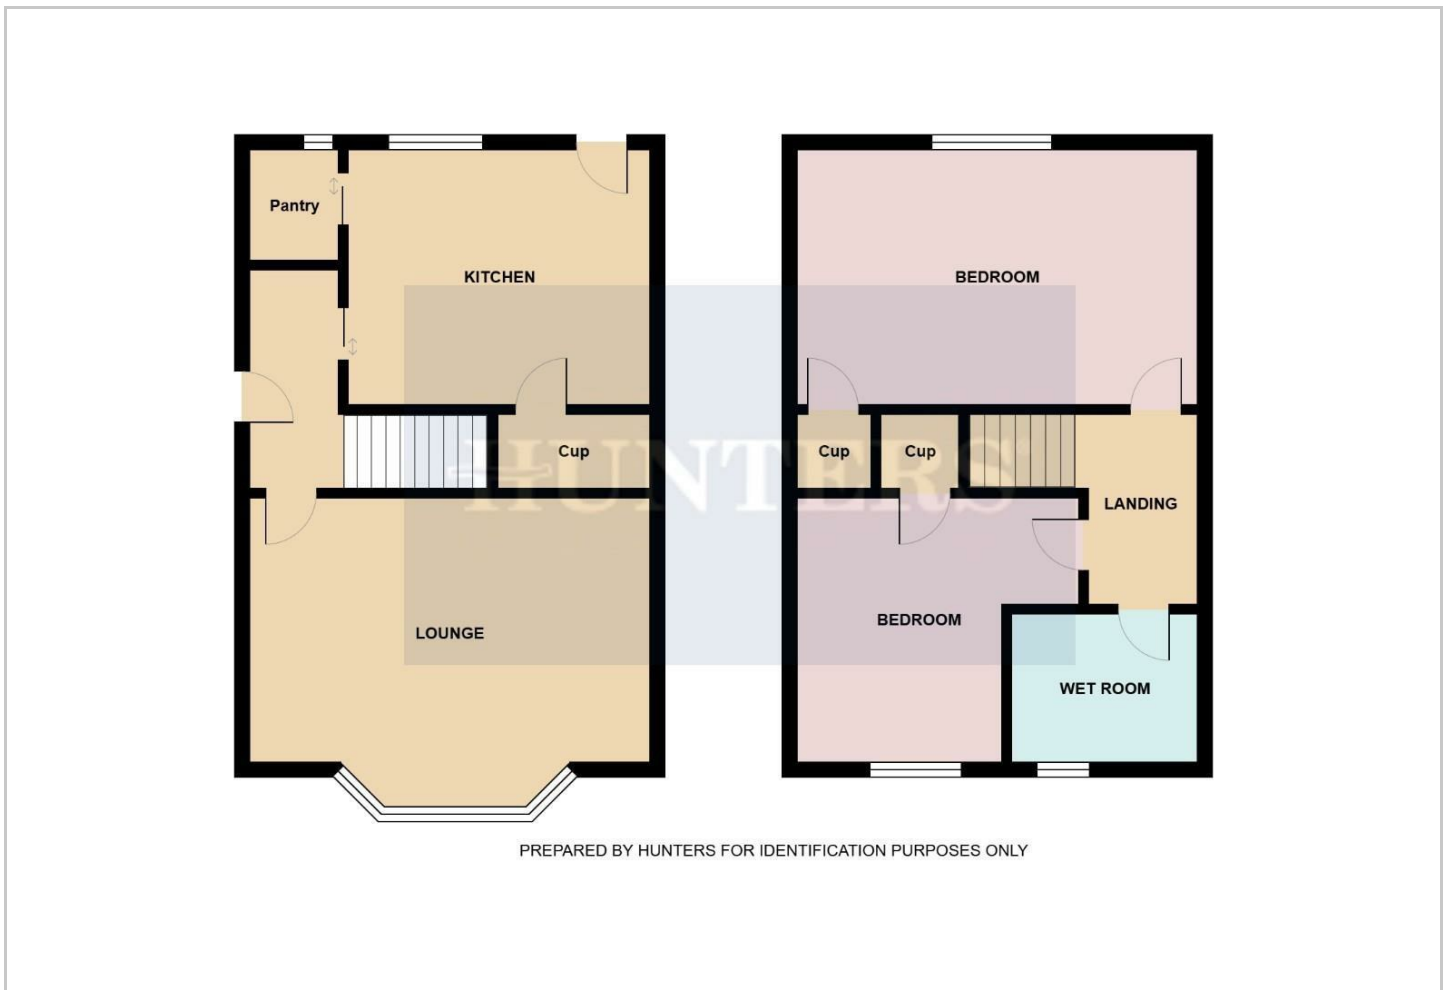 Pantry
KITCHEN
Cup
LOUNGE
BEDROOM
Cup
Cup
LANDING
BEDROOM
WET ROOM
HUNTERS®
PREPARED BY HUNTERS FOR IDENTIFICATION PURPOSES ONLY